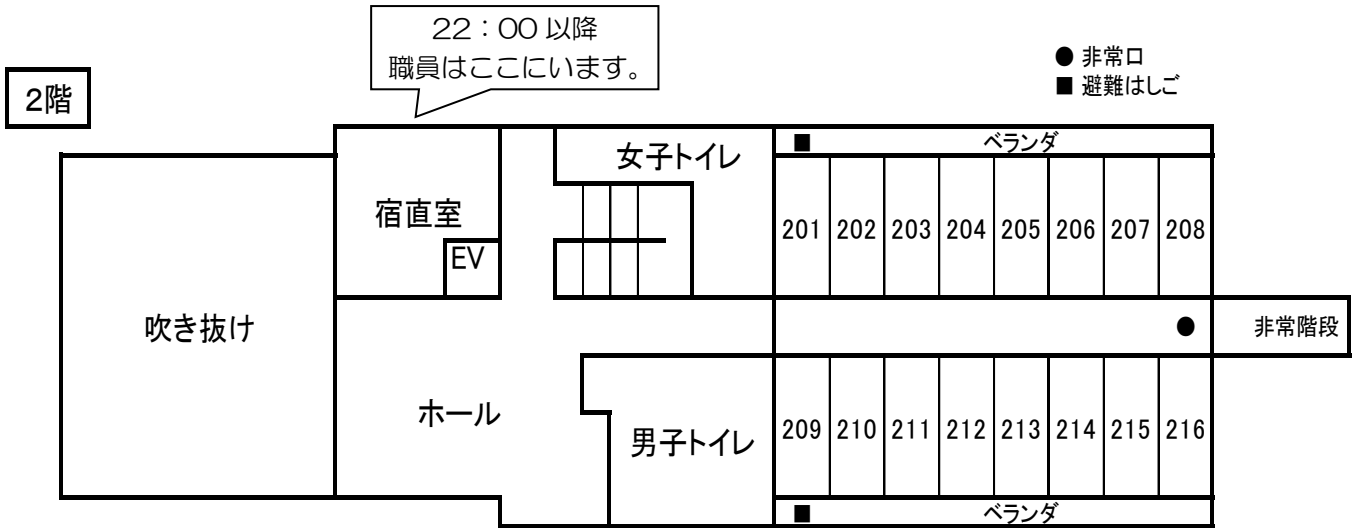 22：00以降
職員はここにいます。
● 非常口
■ 避難はしご
2階
■ ベランダ
女子トイレ
宿直室
EV
201 202 203 204 205 206 207 208
吹き抜け
● 非常階段
ホール
男子トイレ
209 210 211 212 213 214 215 216
■ ベランダ